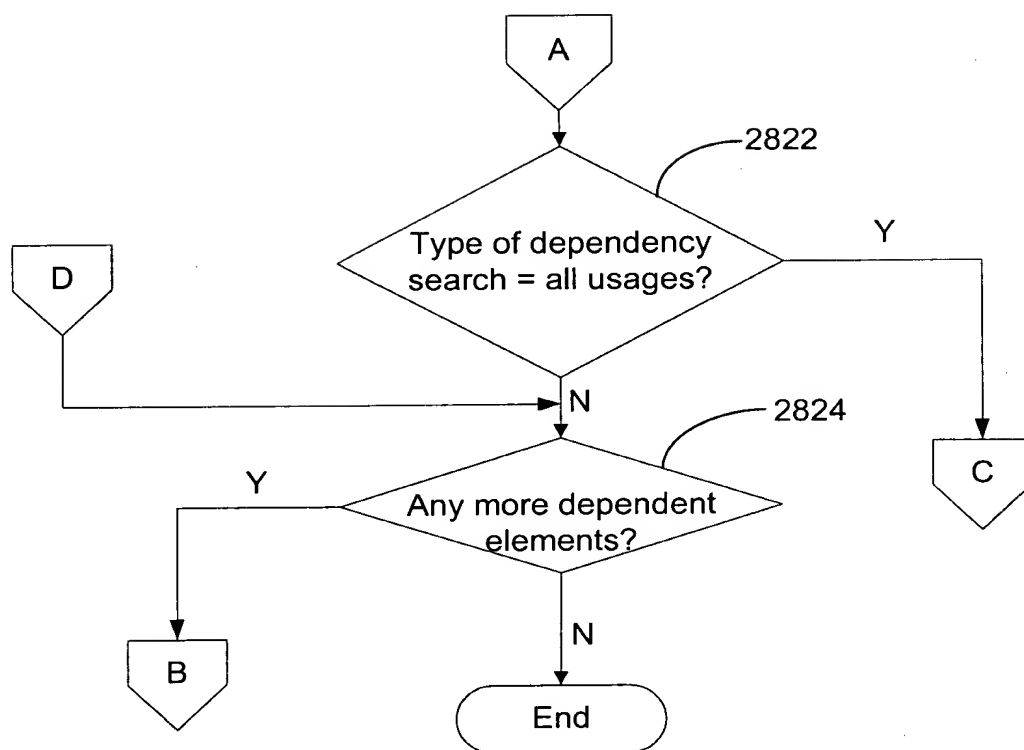 A
2822
Type of dependency
search = all usages?
Y
D
N
2824
Y
Any more dependent
elements?
C
B
N
End